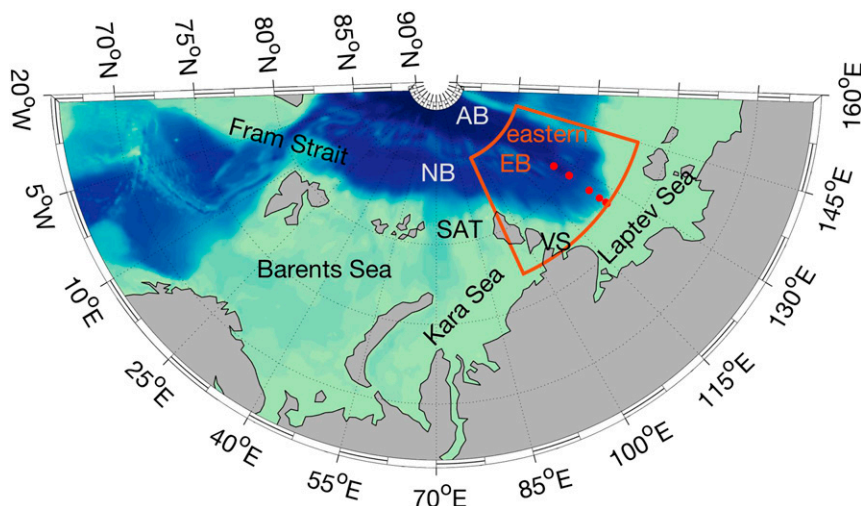 70°N
75°N
80°N
85°N
90°N
20°W
160°E
AB
Fram Strait
eastern
EB
NB
5°W
145°E
SAT
VS
Laptev Sea
Barents Sea
Kara Sea
10°E
130°E
25°E
115°E
40°E
100°E
55°E
70°E
85°E